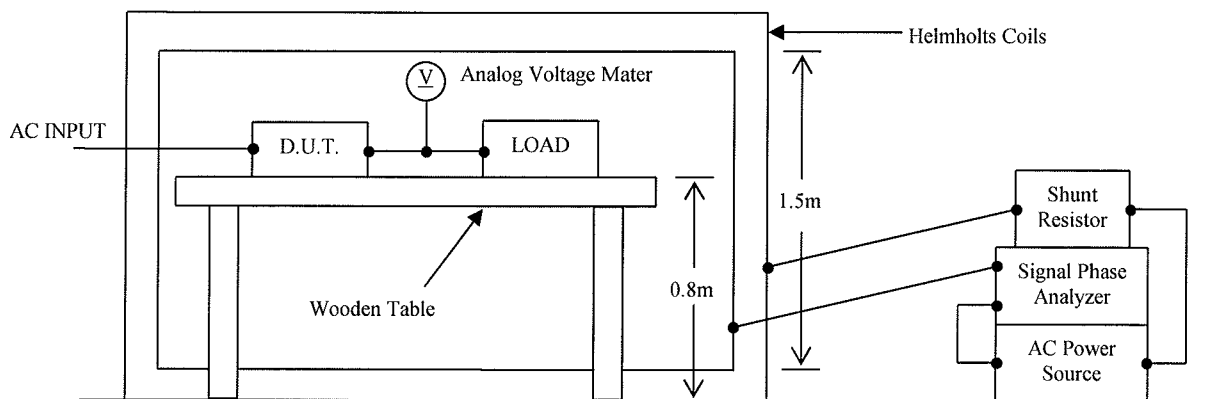 Helmholts Coils
V
Analog Voltage Mater
AC INPUT
D.U.T.
LOAD
1.5m
Shunt
Resistor
0.8m
Signal Phase
Analyzer
Wooden Table
AC Power
Source